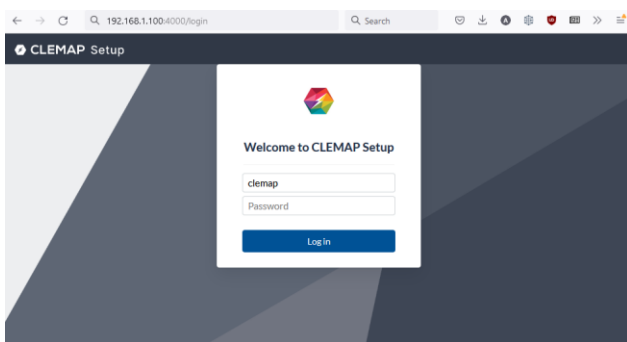 192.168.1.100:4000/login
Search
CLEMAP Setup
Welcome to CLEMAP Setup
clemap
Password
Log in